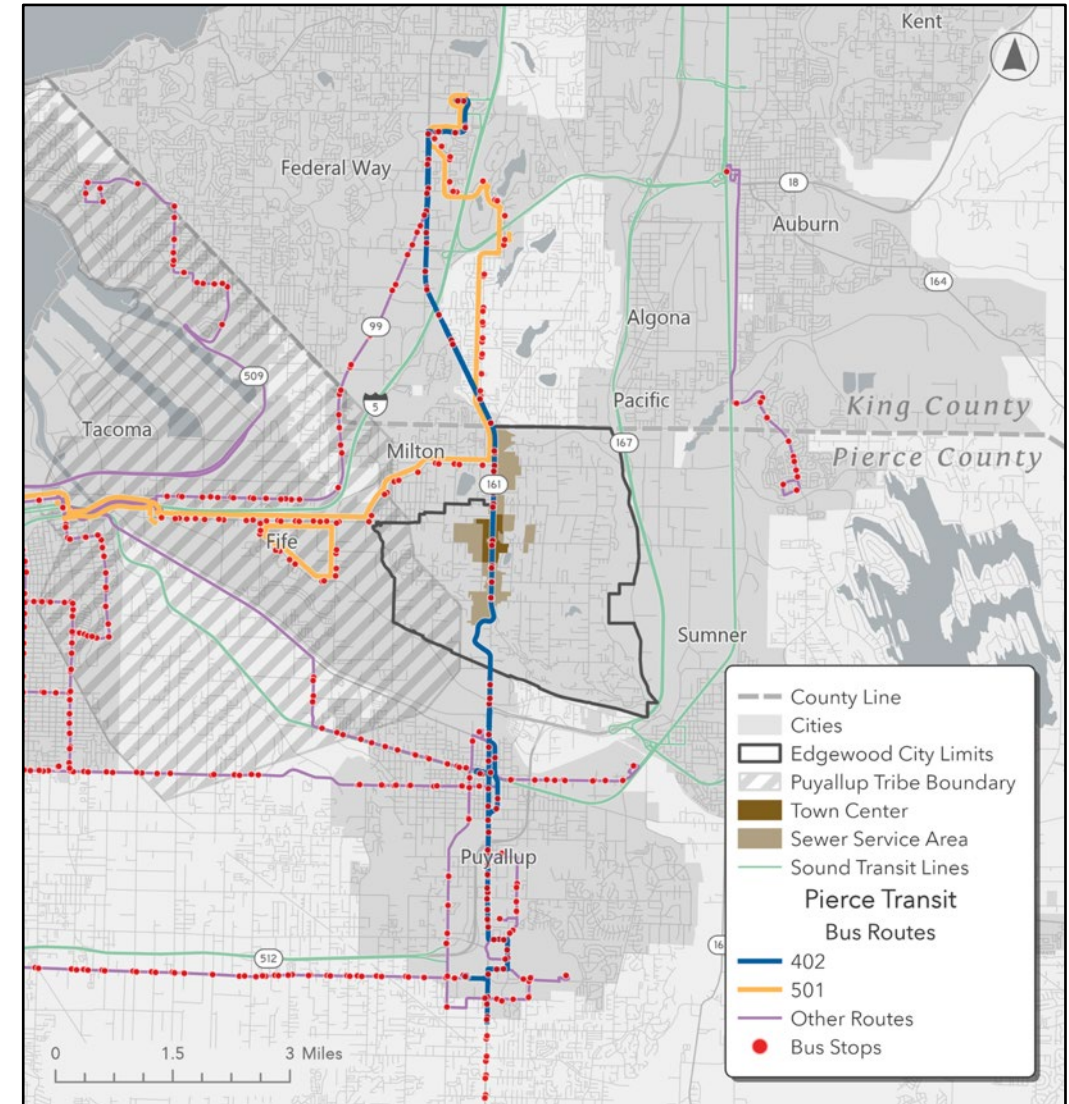 Kent
Federal Way
18
Auburn
164
Algona
99
509
5
Pacific
King County
Tacoma
Milton
167
Pierce County
161
Fife
Sumner
Puyallup
512
16
0 1.5 3 Miles
County Line
Cities
Edgewood City Limits
Puyallup Tribe Boundary
Town Center
Sewer Service Area
Sound Transit Lines
Pierce Transit
Bus Routes
402
501
Other Routes
Bus Stops